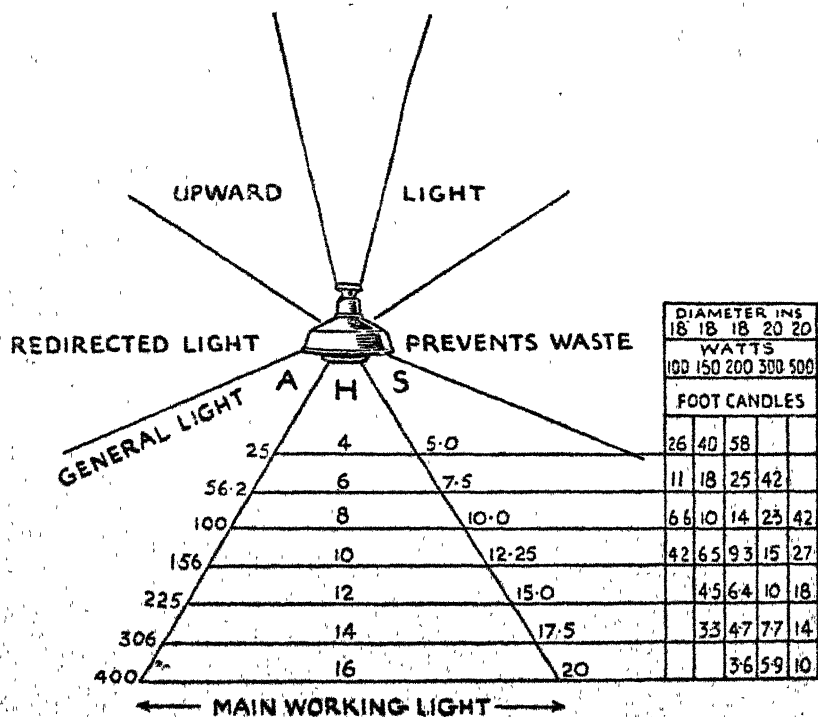 UPWARD LIGHT
REDIRECTED LIGHT PREVENTS WASTE
A H S
GENERAL LIGHT
DIAMETER INS
18 18 18 20 20
WATTS
100 150 200 300 500
FOOT CANDLES
25 4 5·0 26 40 58
56·2 6 7·5 11 18 25 42
100 8 10·0 6 6 10 14 23 42
156 10 12·25 4 2 6 5 9 3 15 27
225 12 15·0 4·5 6·4 10 18
306 14 17·5 3·3 4·7 7·7 14
400 16 20 3·6 5·9 10
MAIN WORKING LIGHT